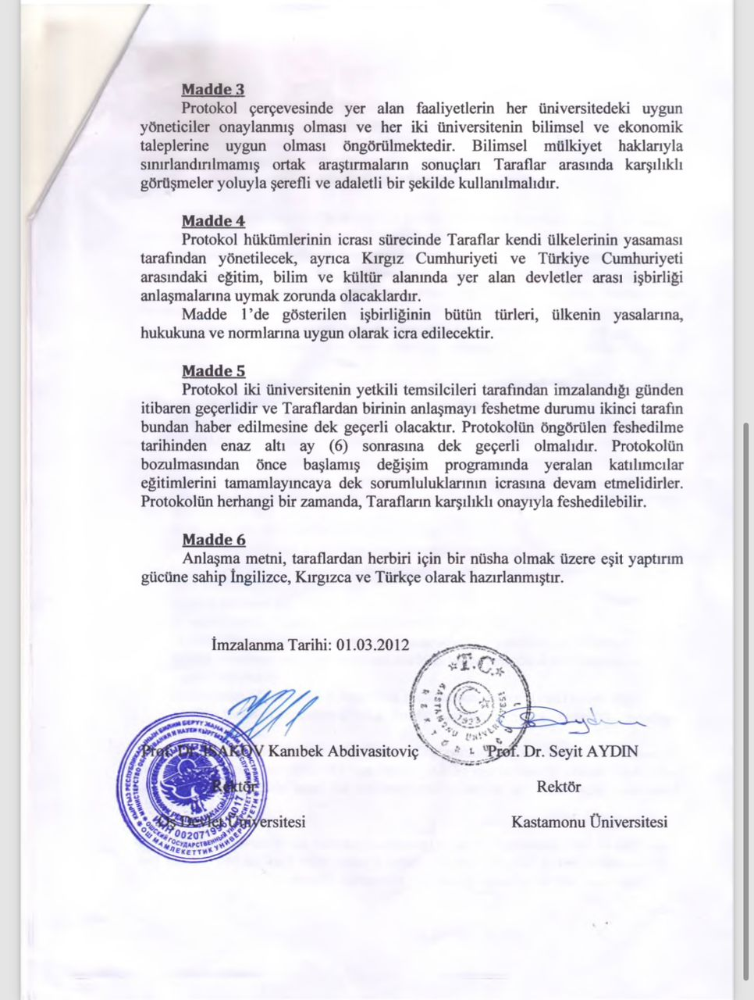 Madde 3
Protokol çerçevesinde yer alan faaliyetlerin her üniversitedeki uygun
yöneticiler onaylanmış olması ve her iki üniversitenin bilimsel ve ekonomik
taleplerine uygun olması öngörülmektedir. Bilimsel mülkiyet haklarıyla
sınırlandırılmamış ortak araştırmaların sonuçları Taraflar arasında karşılıklı
görüşmeler yoluyla şerefli ve adaletli bir şekilde kullanılmalıdır.
Madde 4
Protokol hükümlerinin icrası sürecinde Taraflar kendi ülkelerinin yasaması
tarafından yönetilecek, ayrıca Kırgız Cumhuriyeti ve Türkiye Cumhuriyeti
arasındaki eğitim, bilim ve kültür alanında yer alan devletler arası işbirliği
anlaşmalarına uymak zorunda olacaklardır.
Madde 1'de gösterilen işbirliğinin bütün türleri, ülkenin yasalarına,
hukukuna ve normlarına uygun olarak icra edilecektir.
Madde 5
Protokol iki üniversitenin yetkili temsilcileri tarafından imzalandığı günden
itibaren geçerlidir ve Taraflardan birinin anlaşmayı feshetme durumu ikinci tarafın
bundan haber edilmesine dek geçerli olacaktır. Protokolün öngörülen feshedilme
tarihinden enaz altı ay (6) sonrasına dek geçerli olmalıdır. Protokolün
bozulmasından önce başlamış değişim programında yeralan katılımcılar
eğitimlerini tamamlayıncaya dek sorumluluklarının icrasına devam etmelidirler.
Protokolün herhangi bir zamanda, Tarafların karşılıklı onayıyla feshedilebilir.
Madde 6
Anlaşma metni, taraflardan herbiri için bir nüsha olmak üzere eşit yaptırım
gücüne sahip İngilizce, Kırgızca ve Türkçe olarak hazırlanmıştır.
İmzalanma Tarihi: 01.03.2012
T.C.
KASTAMONU ÜNİVERSİTESİ
REKTÖRLÜĞÜ
1923
Prof. Dr. ISAKOV Kanıbek Abdivasitoviç
Prof. Dr. Seyit AYDIN
Rektör
Rektör
Oş Devlet Üniversitesi
Kastamonu Üniversitesi
ОШСКИЙ ГОСУДАРСТВЕННЫЙ УНИВЕРСИТЕТ
ОШ МАМЛЕКЕТТИК УНИВЕРСИТЕТИ